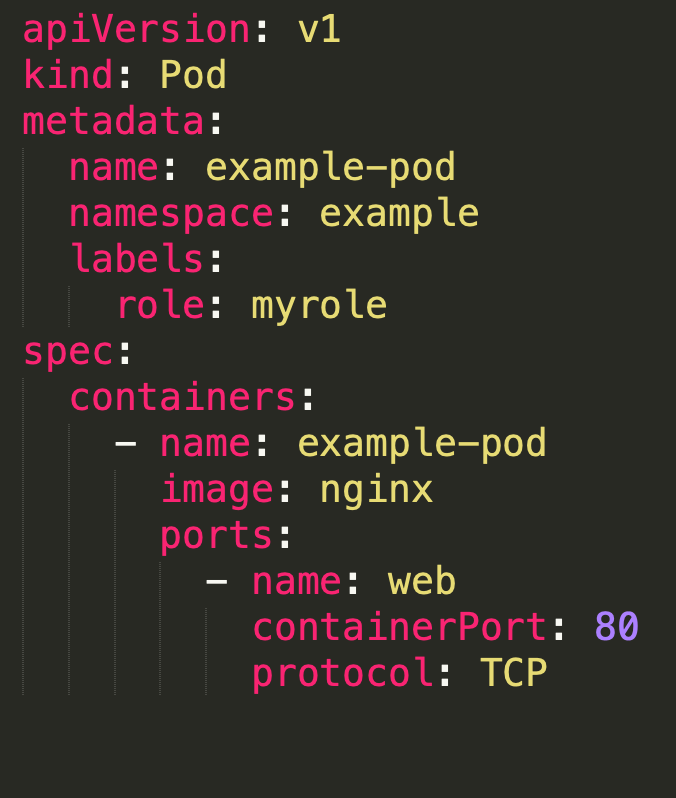 apiVersion: v1
kind: Pod
metadata:
  name: example-pod
  namespace: example
  labels:
    role: myrole
spec:
  containers:
    - name: example-pod
      image: nginx
      ports:
        - name: web
          containerPort: 80
          protocol: TCP